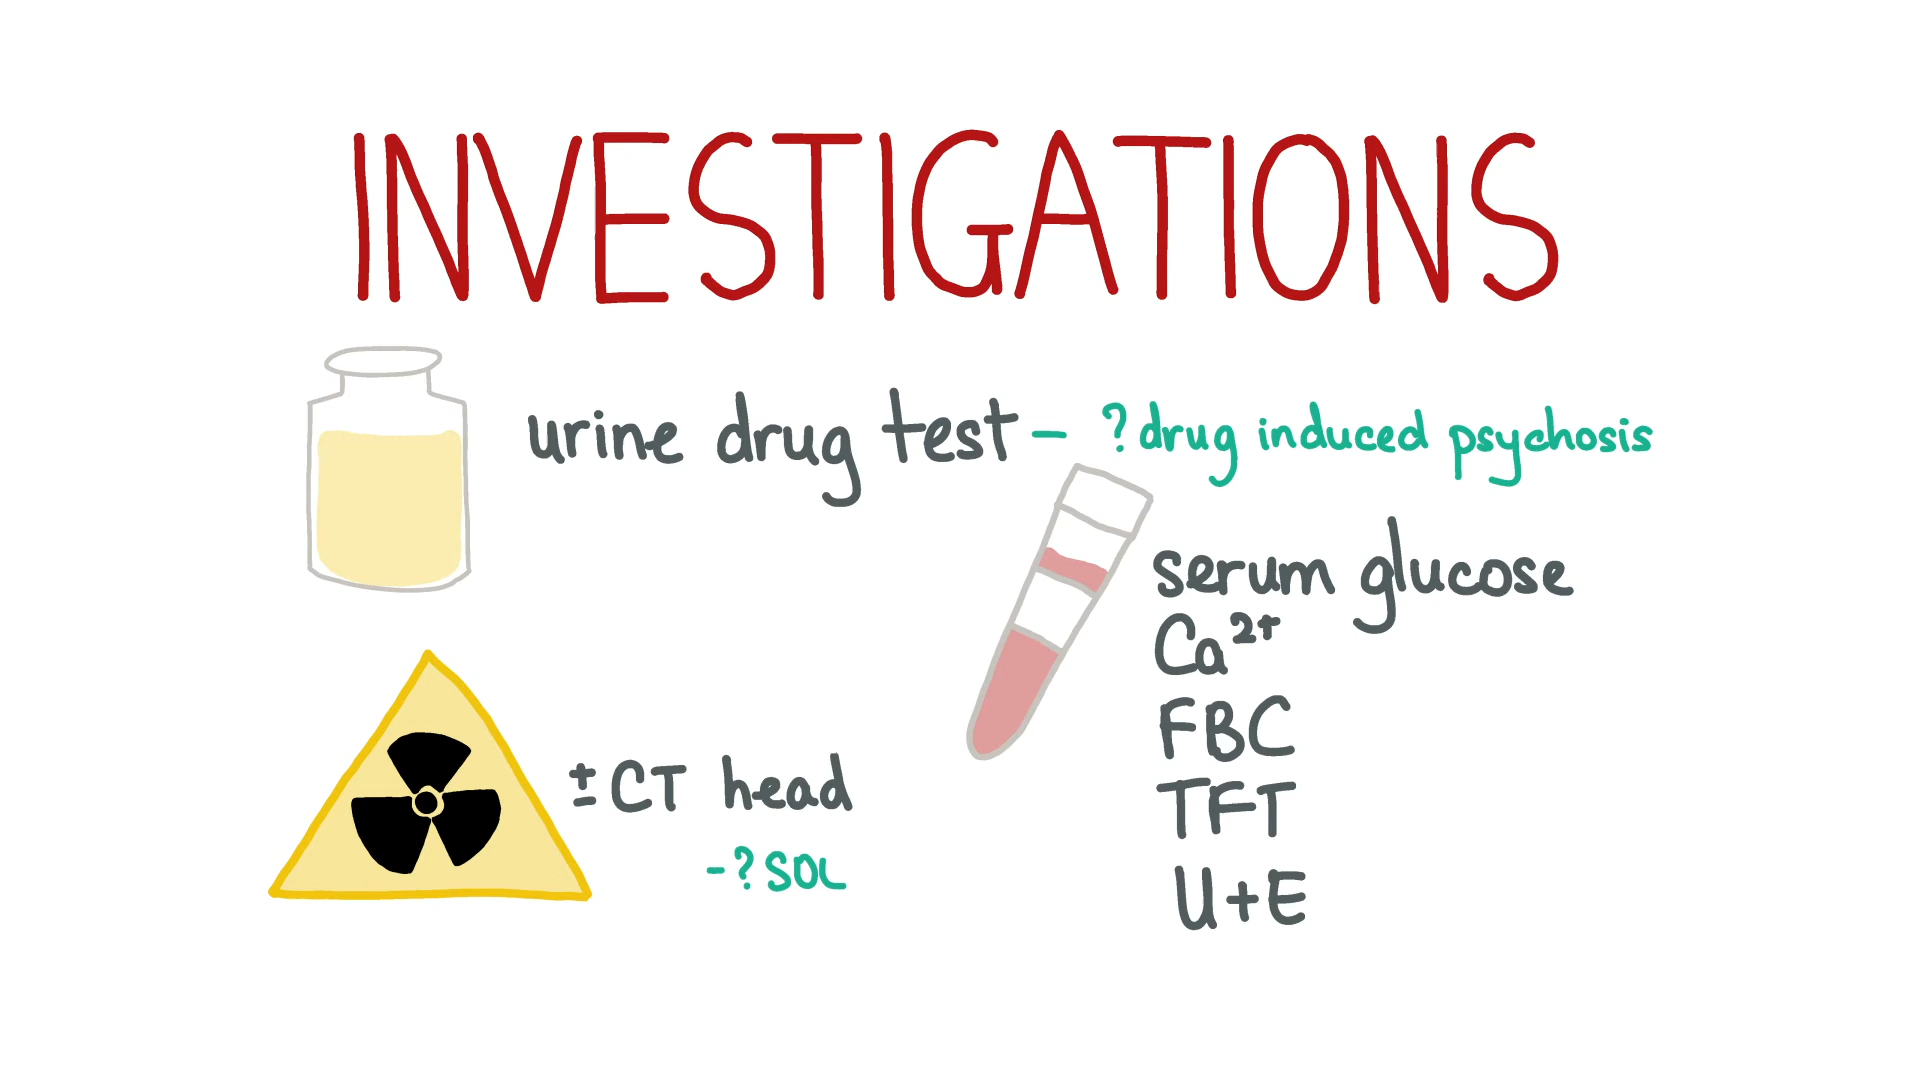 INVESTIGATIONS
urine drug test - ? drug induced psychosis
serum glucose
Ca²⁺
FBC
TFT
U+E
± CT head
- ? SOL